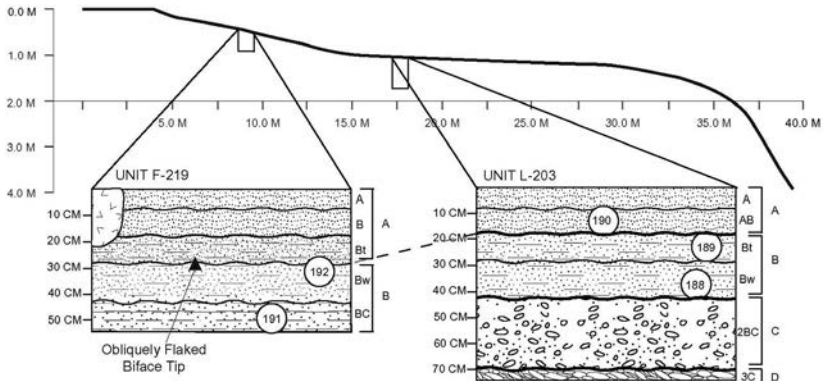 0.0 M
1.0 M
2.0 M
3.0 M
4.0 M
5.0 M
10.0 M
15.0 M
20.0 M
25.0 M
30.0 M
35.0 M
40.0 M
UNIT F-219
10 CM
20 CM
30 CM
40 CM
50 CM
A
B
Bt
Bw
BC
A
B
192
191
Obliquely Flaked
Biface Tip
UNIT L-203
10 CM
20 CM
30 CM
40 CM
50 CM
60 CM
70 CM
A
AB
Bt
Bw
2BC
3C
A
B
C
D
190
189
188